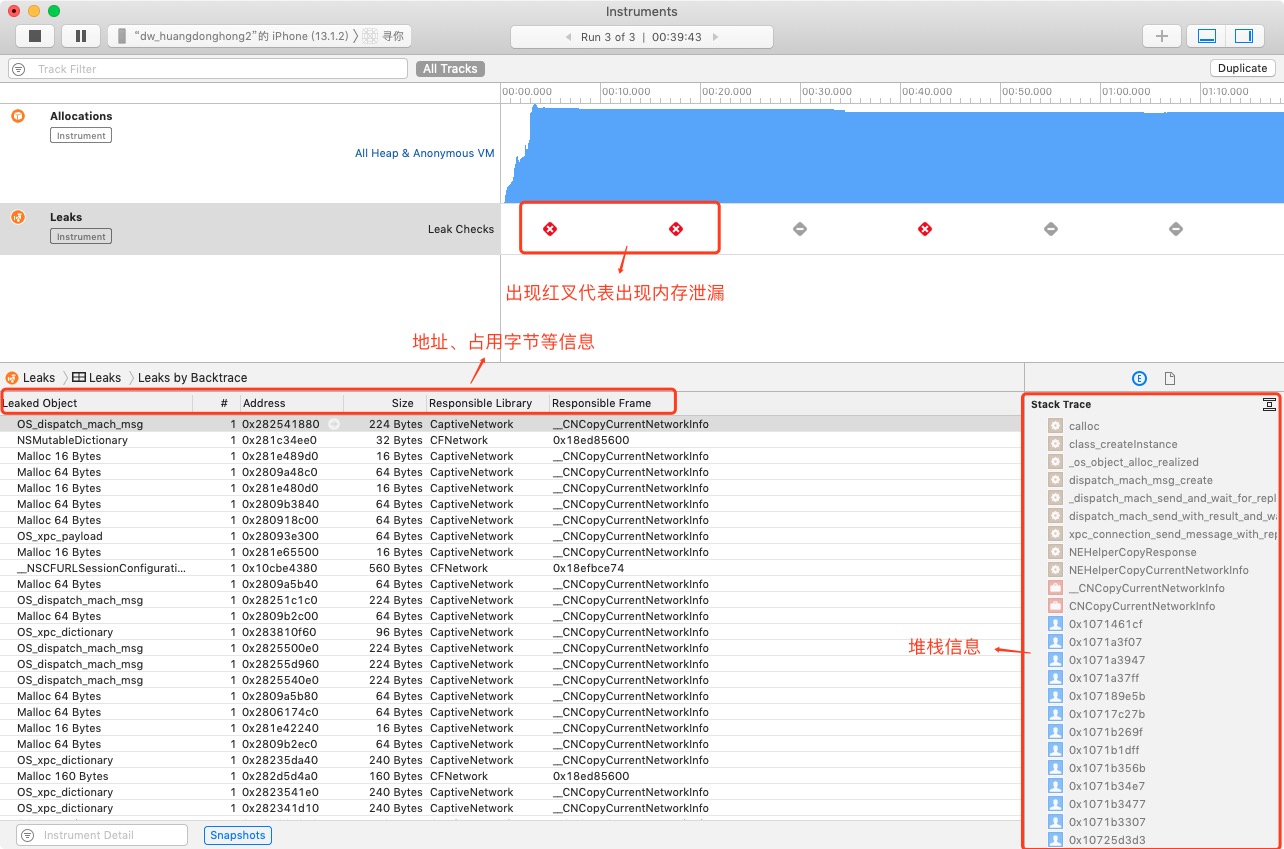 Instruments
“dw_huangdonghong2”的 iPhone (13.1.2) 〉 寻你
Run 3 of 3 | 00:39:43
Track Filter
All Tracks
Duplicate
00:00.000 00:10.000 00:20.000 00:30.000 00:40.000 00:50.000 01:00.000 01:10.000
Allocations
Instrument
All Heap & Anonymous VM
Leaks
Instrument
Leak Checks
出现红叉代表出现内存泄漏
地址、占用字节等信息
Leaks 〉 Leaks 〉 Leaks by Backtrace
Leaked Object # Address Size Responsible Library Responsible Frame
OS_dispatch_mach_msg 1 0x282541880 224 Bytes CaptiveNetwork __CNCopyCurrentNetworkInfo
NSMutableDictionary 1 0x281c34ee0 32 Bytes CFNetwork 0x18ed85600
Malloc 16 Bytes 1 0x281e489d0 16 Bytes CaptiveNetwork __CNCopyCurrentNetworkInfo
Malloc 64 Bytes 1 0x2809a48c0 64 Bytes CaptiveNetwork __CNCopyCurrentNetworkInfo
Malloc 16 Bytes 1 0x281e480d0 16 Bytes CaptiveNetwork __CNCopyCurrentNetworkInfo
Malloc 64 Bytes 1 0x2809b3840 64 Bytes CaptiveNetwork __CNCopyCurrentNetworkInfo
Malloc 64 Bytes 1 0x280918c00 64 Bytes CaptiveNetwork __CNCopyCurrentNetworkInfo
OS_xpc_payload 1 0x28093e300 64 Bytes CaptiveNetwork __CNCopyCurrentNetworkInfo
Malloc 16 Bytes 1 0x281e65500 16 Bytes CaptiveNetwork __CNCopyCurrentNetworkInfo
__NSCFURLSessionConfigurati... 1 0x10cbe4380 560 Bytes CFNetwork 0x18efbce74
Malloc 64 Bytes 1 0x2809a5b40 64 Bytes CaptiveNetwork __CNCopyCurrentNetworkInfo
OS_dispatch_mach_msg 1 0x28251c1c0 224 Bytes CaptiveNetwork __CNCopyCurrentNetworkInfo
Malloc 64 Bytes 1 0x2809b2c00 64 Bytes CaptiveNetwork __CNCopyCurrentNetworkInfo
OS_xpc_dictionary 1 0x283810f60 96 Bytes CaptiveNetwork __CNCopyCurrentNetworkInfo
OS_dispatch_mach_msg 1 0x2825500e0 224 Bytes CaptiveNetwork __CNCopyCurrentNetworkInfo
OS_dispatch_mach_msg 1 0x28255d960 224 Bytes CaptiveNetwork __CNCopyCurrentNetworkInfo
OS_dispatch_mach_msg 1 0x2825540e0 224 Bytes CaptiveNetwork __CNCopyCurrentNetworkInfo
Malloc 64 Bytes 1 0x2809a5b80 64 Bytes CaptiveNetwork __CNCopyCurrentNetworkInfo
Malloc 64 Bytes 1 0x2806174c0 64 Bytes CaptiveNetwork __CNCopyCurrentNetworkInfo
Malloc 16 Bytes 1 0x281e42240 16 Bytes CaptiveNetwork __CNCopyCurrentNetworkInfo
Malloc 64 Bytes 1 0x2809b2ec0 64 Bytes CaptiveNetwork __CNCopyCurrentNetworkInfo
OS_xpc_dictionary 1 0x28235da40 240 Bytes CaptiveNetwork __CNCopyCurrentNetworkInfo
Malloc 160 Bytes 1 0x282d5d4a0 160 Bytes CFNetwork 0x18ed85600
OS_xpc_dictionary 1 0x2823541e0 240 Bytes CaptiveNetwork __CNCopyCurrentNetworkInfo
OS_xpc_dictionary 1 0x282341d10 240 Bytes CaptiveNetwork __CNCopyCurrentNetworkInfo
Instrument Detail
Snapshots
堆栈信息
Stack Trace
calloc
class_createInstance
_os_object_alloc_realized
dispatch_mach_msg_create
_dispatch_mach_send_and_wait_for_repl
dispatch_mach_send_with_result_and_wa
xpc_connection_send_message_with_rep
NEHelperCopyResponse
NEHelperCopyCurrentNetworkInfo
__CNCopyCurrentNetworkInfo
CNCopyCurrentNetworkInfo
0x1071461cf
0x1071a3f07
0x1071a3947
0x1071a37ff
0x107189e5b
0x10717c27b
0x1071b269f
0x1071b1dff
0x1071b356b
0x1071b34e7
0x1071b3477
0x1071b3307
0x10725d3d3